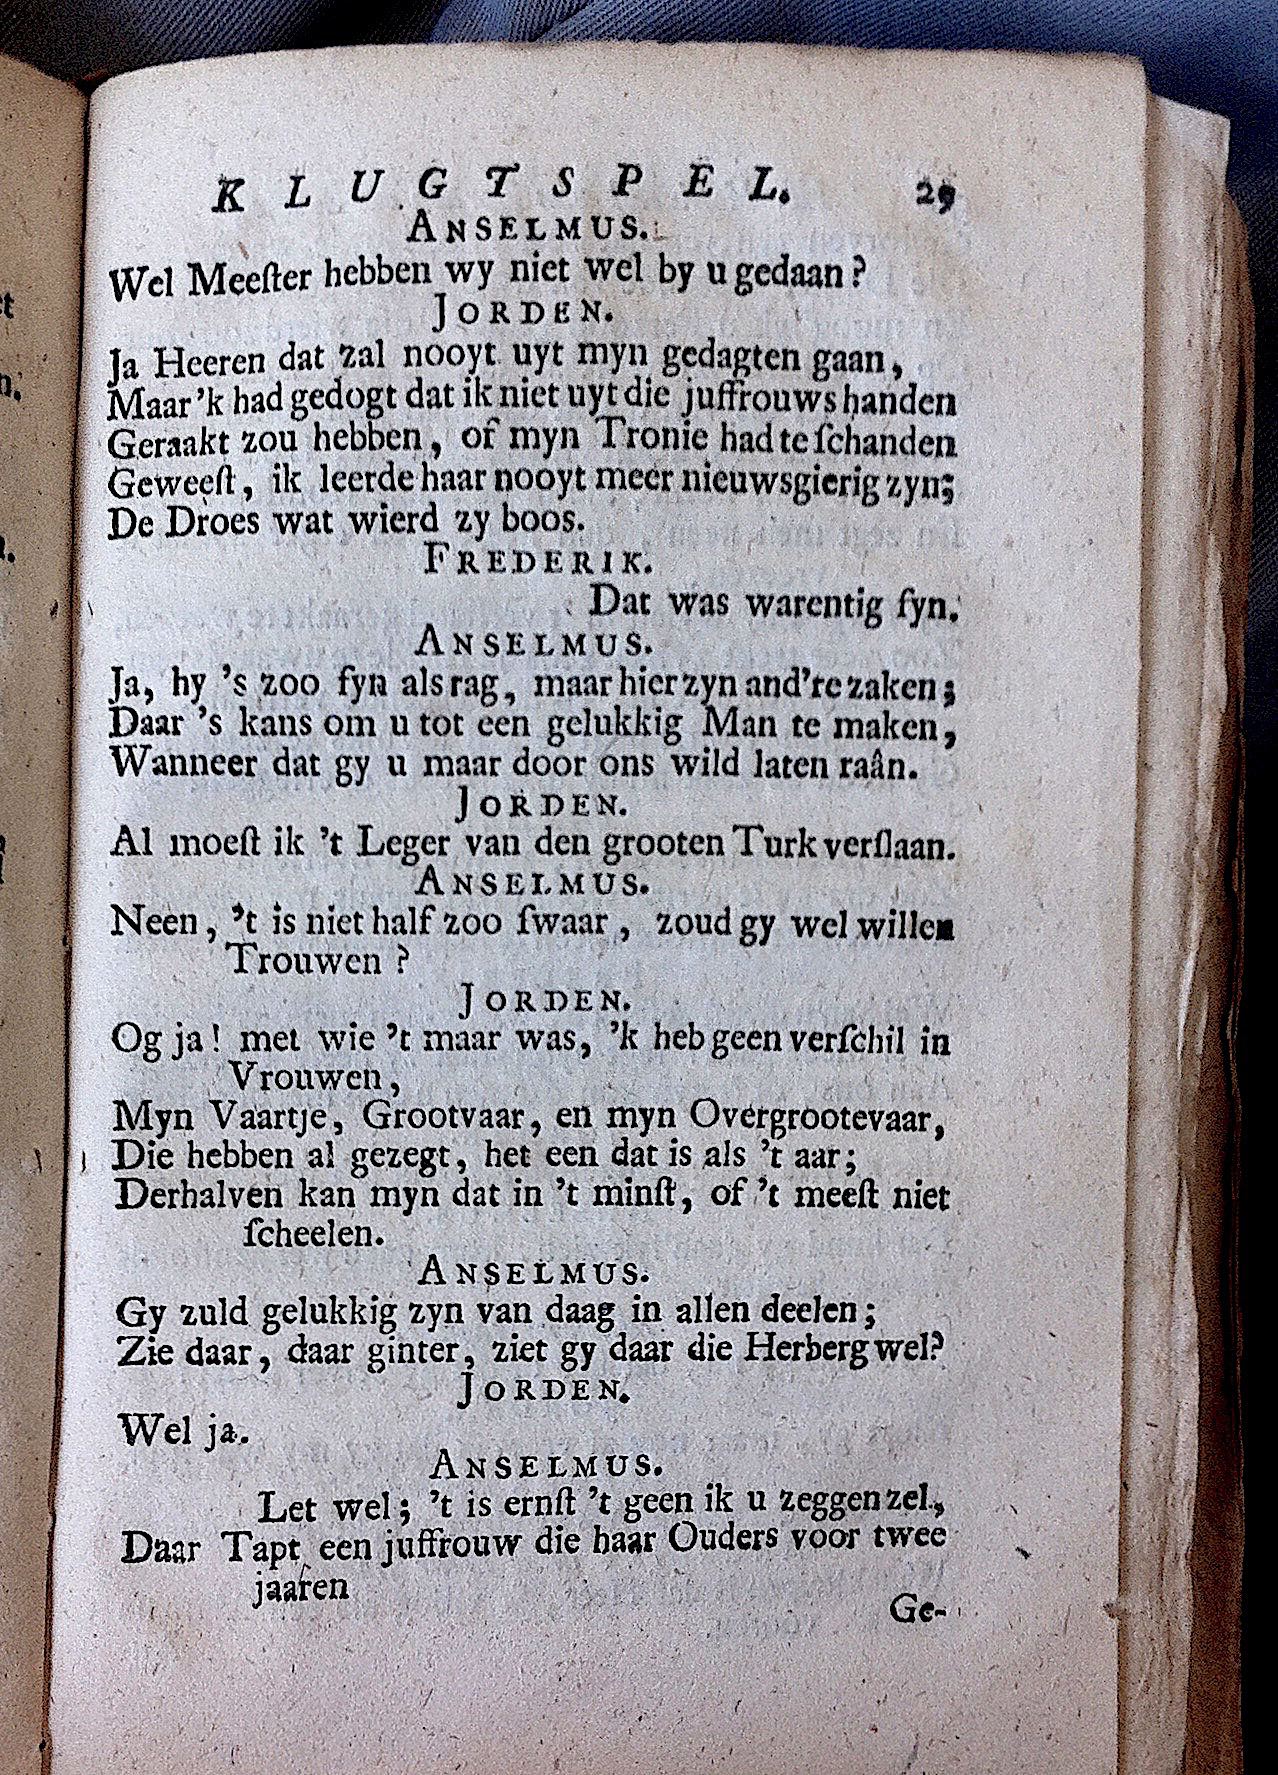 KLUGTSPEL. 29
ANSELMUS.
Wel Meeſter hebben wy niet wel by u gedaan?
JORDEN.
Ja Heeren dat zal nooyt uyt myn gedagten gaan,
Maar 'k had gedogt dat ik niet uyt die juffrouws handen
Geraakt zou hebben, of myn Tronie had te ſchanden
Geweeſt, ik leerde haar nooyt meer nieuwsgierig zyn;
De Droes wat wierd zy boos.
FREDERIK.
Dat was warentig fyn.
ANSELMUS.
Ja, hy 's zoo fyn als rag, maar hier zyn and're zaken;
Daar 's kans om u tot een gelukkig Man te maken,
Wanneer dat gy u maar door ons wild laten raân.
JORDEN.
Al moeſt ik 't Leger van den grooten Turk verſlaan.
ANSELMUS.
Neen, 't is niet half zoo ſwaar, zoud gy wel willen
Trouwen?
JORDEN.
Og ja! met wie 't maar was, 'k heb geen verſchil in
Vrouwen,
Myn Vaartje, Grootvaar, en myn Overgrootevaar,
Die hebben al gezegt, het een dat is als 't aar;
Derhalven kan myn dat in 't minſt, of 't meeſt niet
ſcheelen.
ANSELMUS.
Gy zuld gelukkig zyn van daag in allen deelen;
Zie daar, daar ginter, ziet gy daar die Herberg wel?
JORDEN.
Wel ja.
ANSELMUS.
Let wel; 't is ernſt 't geen ik u zeggen zel,
Daar Tapt een juffrouw die haar Ouders voor twee
jaaren
Ge-